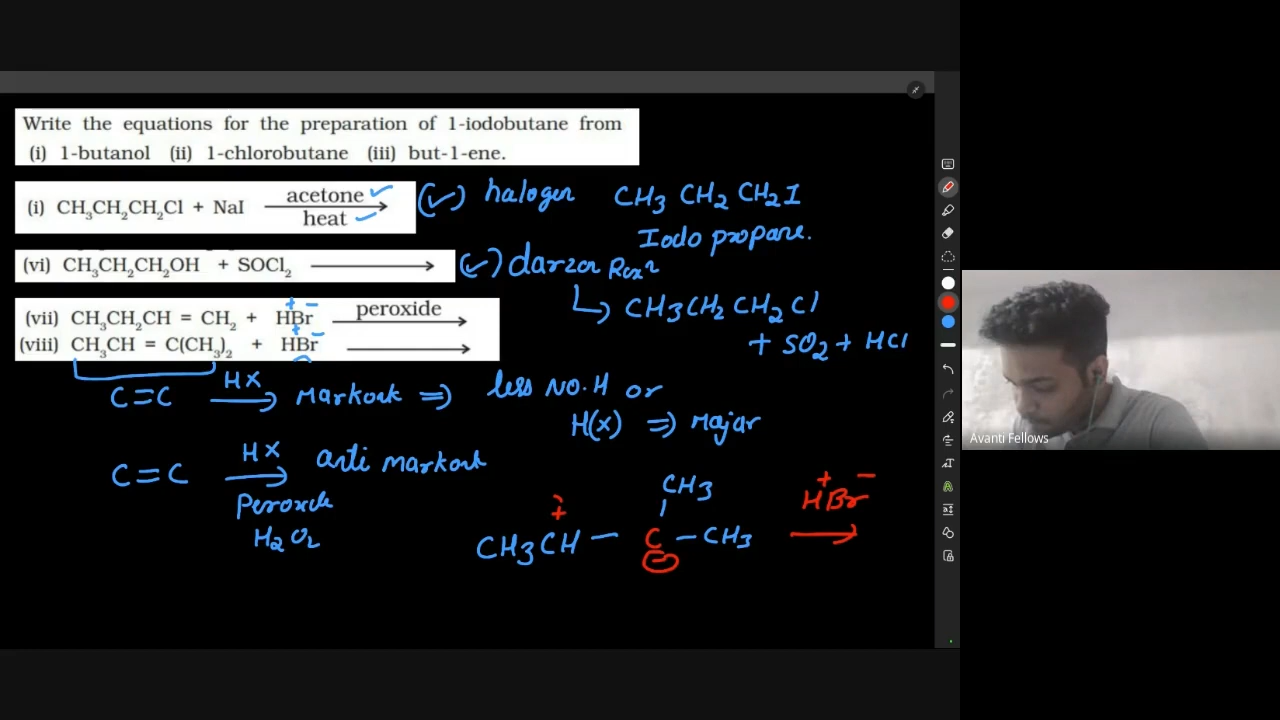 Write the equations for the preparation of 1-iodobutane from
(i) 1-butanol (ii) 1-chlorobutane (iii) but-1-ene.
(i) CH₃CH₂CH₂Cl + NaI acetone heat
halogen CH3 CH2 CH2I
Iodo propane.
(vi) CH₃CH₂CH₂OH + SOCl₂
darzon Rxⁿ
CH3CH2 CH2Cl
+ SO2 + HCl
(vii) CH₃CH₂CH = CH₂ + HBr peroxide
(viii) CH₃CH = C(CH₃)₂ + HBr
C=C HX Markovk ⇒ less NO.H or
H(x) ⇒ Major
C=C HX anti markovk
Peroxide
H2O2
CH3
CH3CH – C – CH3 HBr
+ −
Avanti Fellows